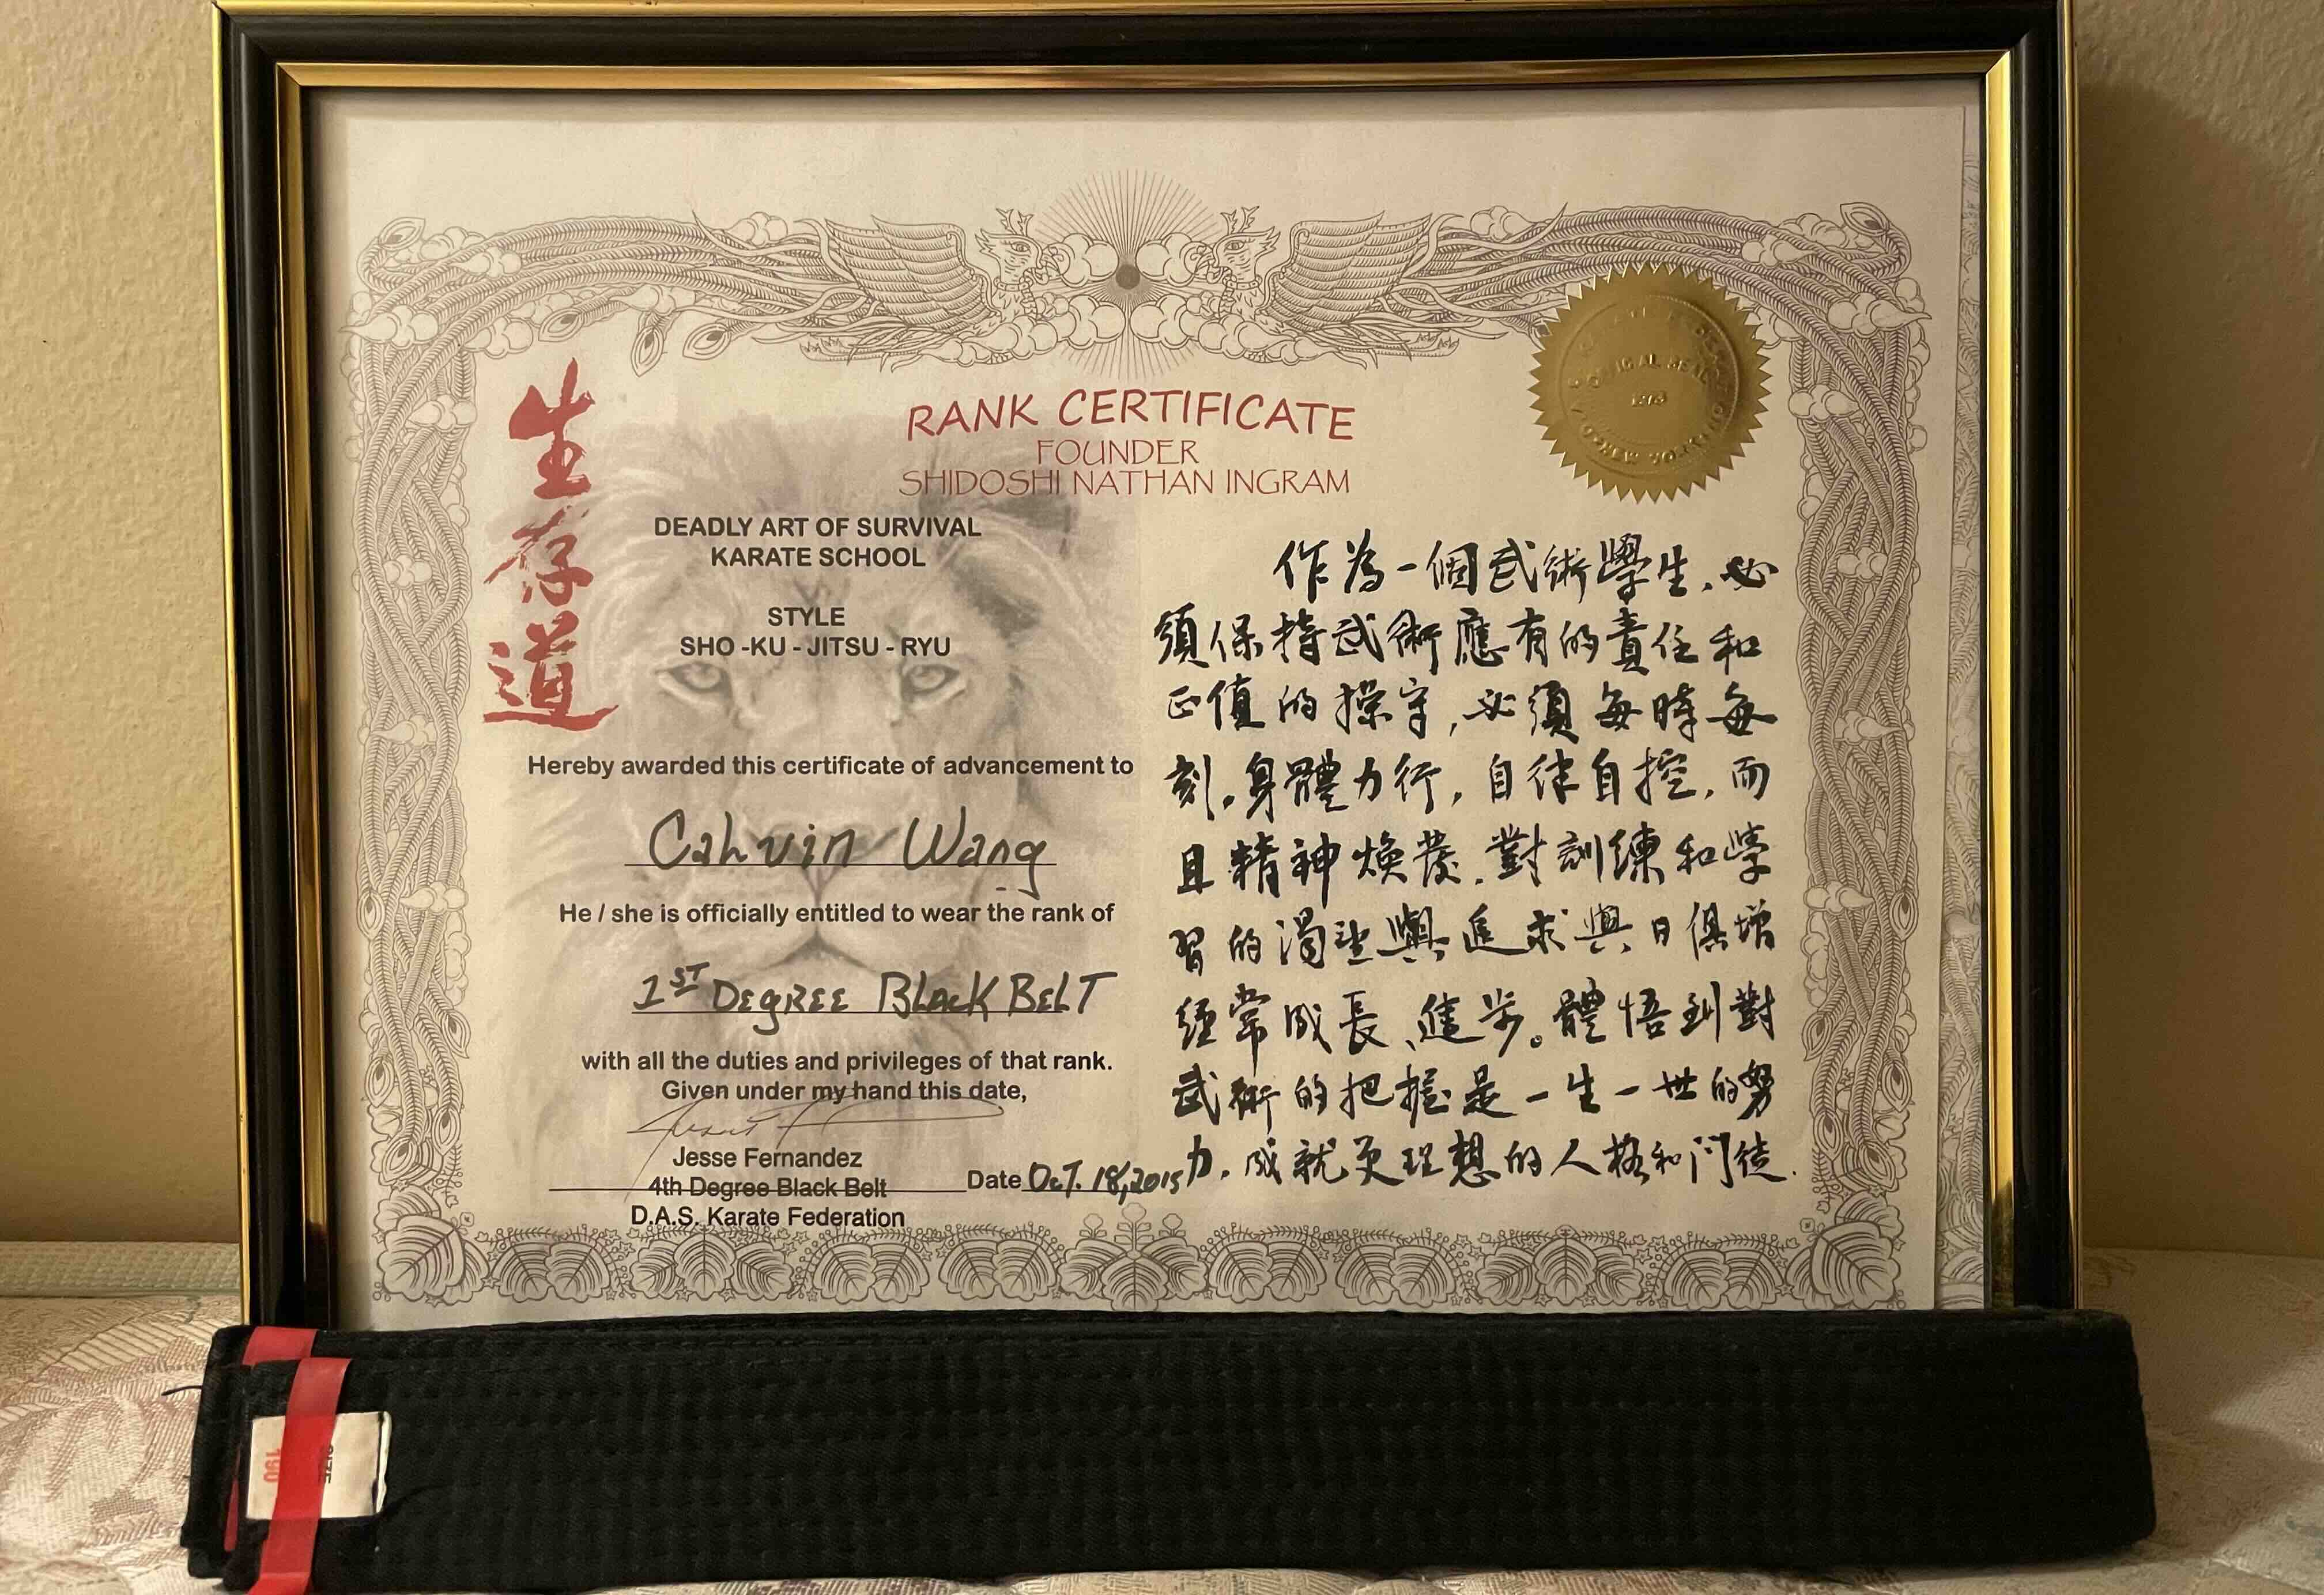 生存道
RANK CERTIFICATE
FOUNDER
SHIDOSHI NATHAN INGRAM
DEADLY ART OF SURVIVAL
KARATE SCHOOL
STYLE
SHO -KU - JITSU - RYU
Hereby awarded this certificate of advancement to
Cahvin Wang
He / she is officially entitled to wear the rank of
1ST DEGREE BLACK BELT
with all the duties and privileges of that rank.
Given under my hand this date,
Jesse Fernandez
4th Degree Black Belt
D.A.S. Karate Federation
Date OCT. 18, 2015
OFFICIAL SEAL
NEW YORK
作為一個武術學生,必
須保持武術應有的責任和
正值的操守,必須每時每
刻,身體力行,自律自控,而
且精神煥發,對訓練和學
習的渴望與追求與日俱增
經常成長、進步。體悟到對
武術的把握是一生一世的努
力,成就更理想的人格和門徒.
SIZE
190